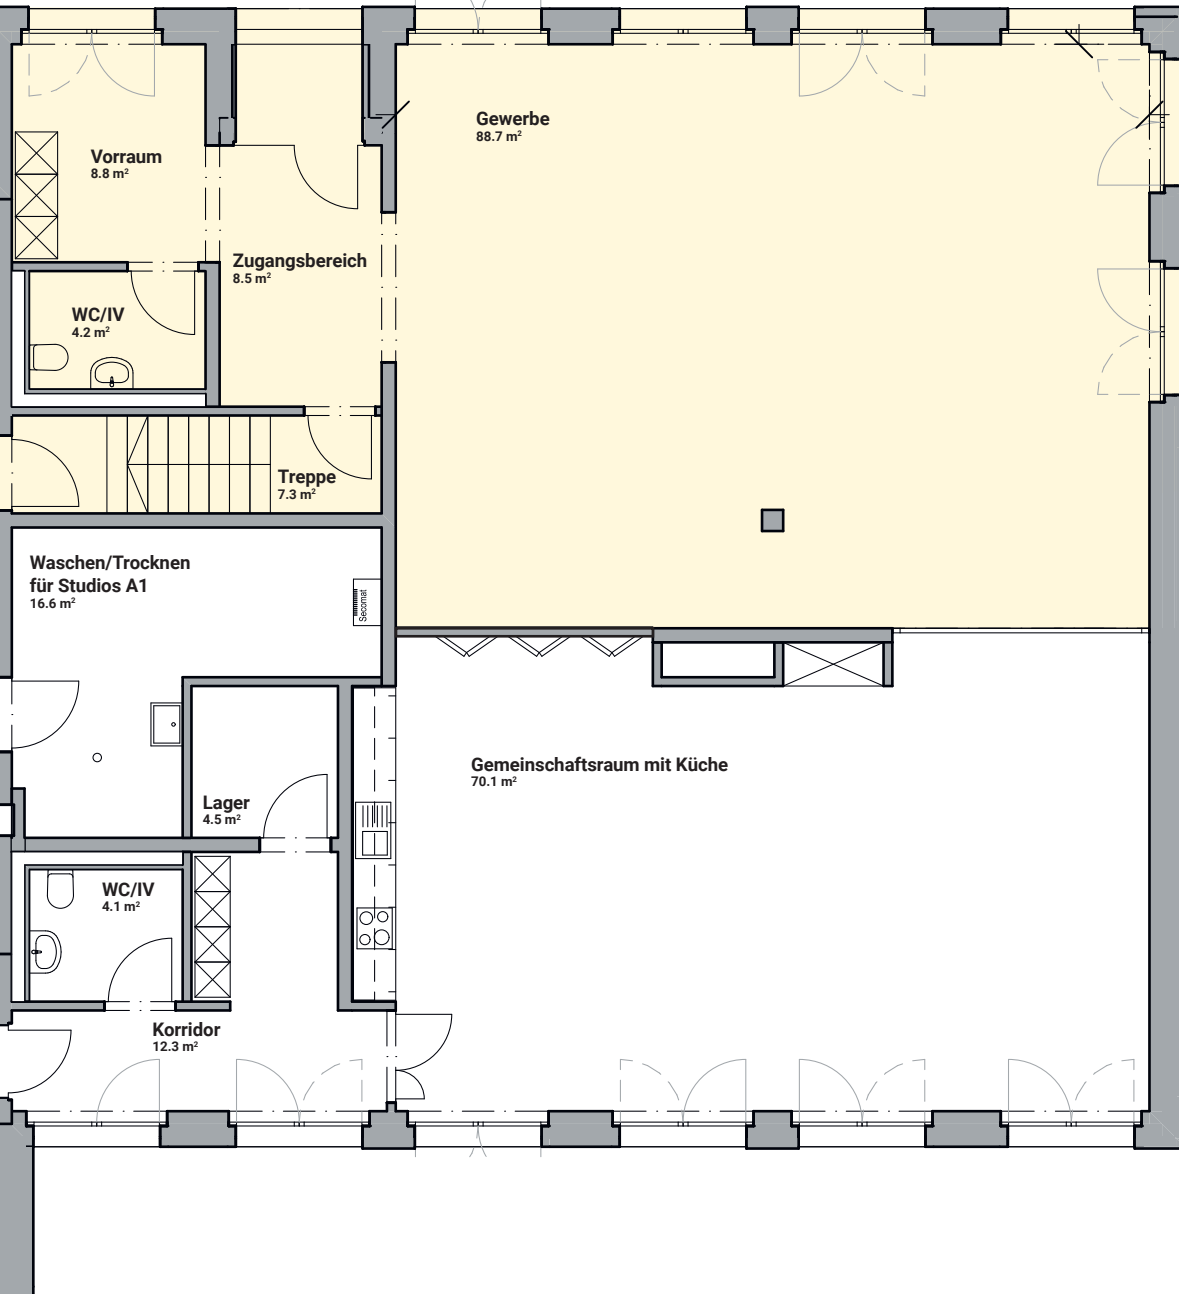 Gewerbe
88.7 m²
Vorraum
8.8 m²
Zugangsbereich
8.5 m²
WC/IV
4.2 m²
Treppe
7.3 m²
Waschen/Trocknen
für Studios A1
16.6 m²
Secomat
Gemeinschaftsraum mit Küche
70.1 m²
Lager
4.5 m²
WC/IV
4.1 m²
Korridor
12.3 m²